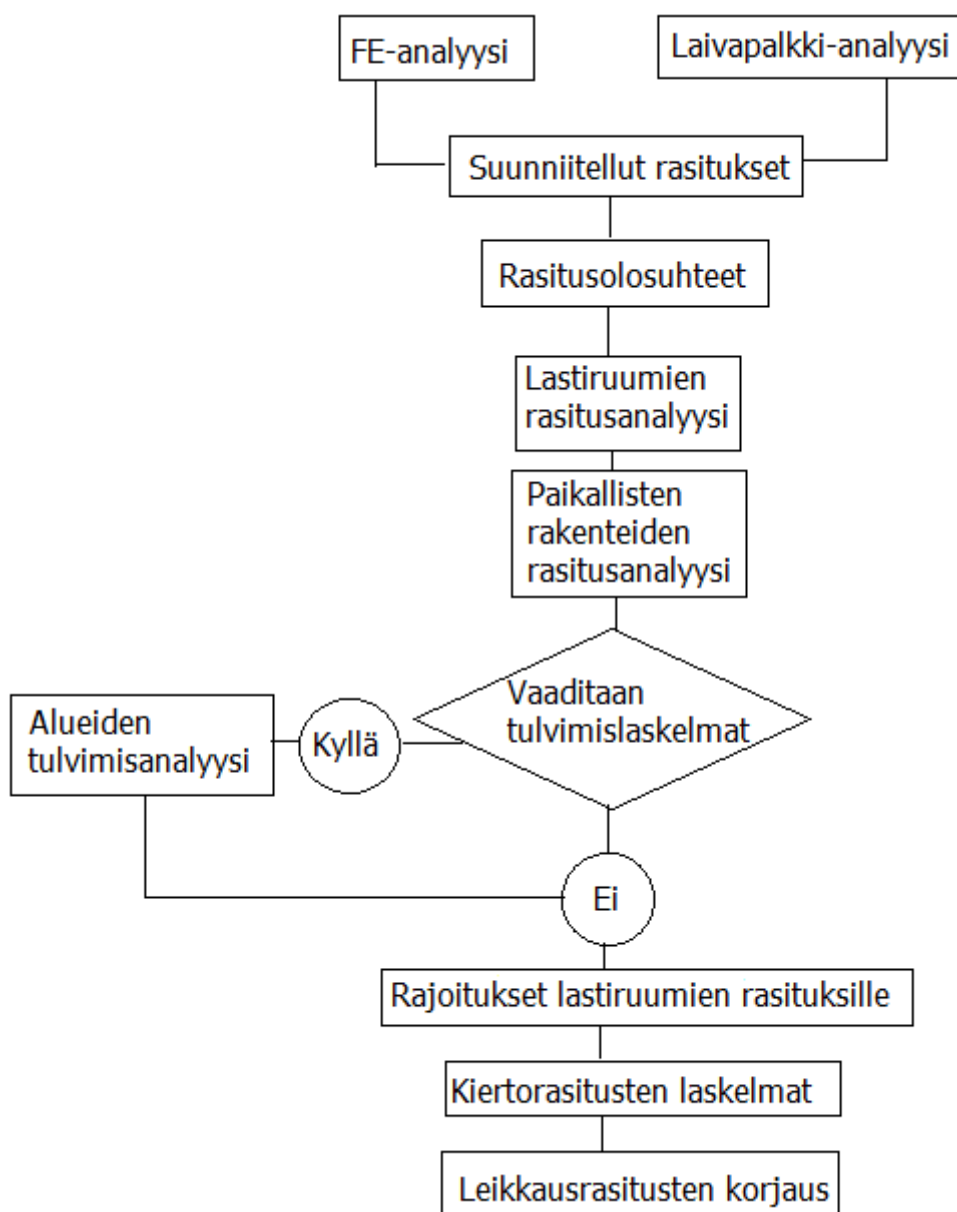 FE-analyysi
Laivapalkki-analyysi
Suunniitellut rasitukset
Rasitusolosuhteet
Lastiruumien
rasitusanalyysi
Paikallisten
rakenteiden
rasitusanalyysi
Vaaditaan
tulvimislaskelmat
Kyllä
Alueiden
tulvimisanalyysi
Ei
Rajoitukset lastiruumien rasituksille
Kiertorasitusten laskelmat
Leikkausrasitusten korjaus